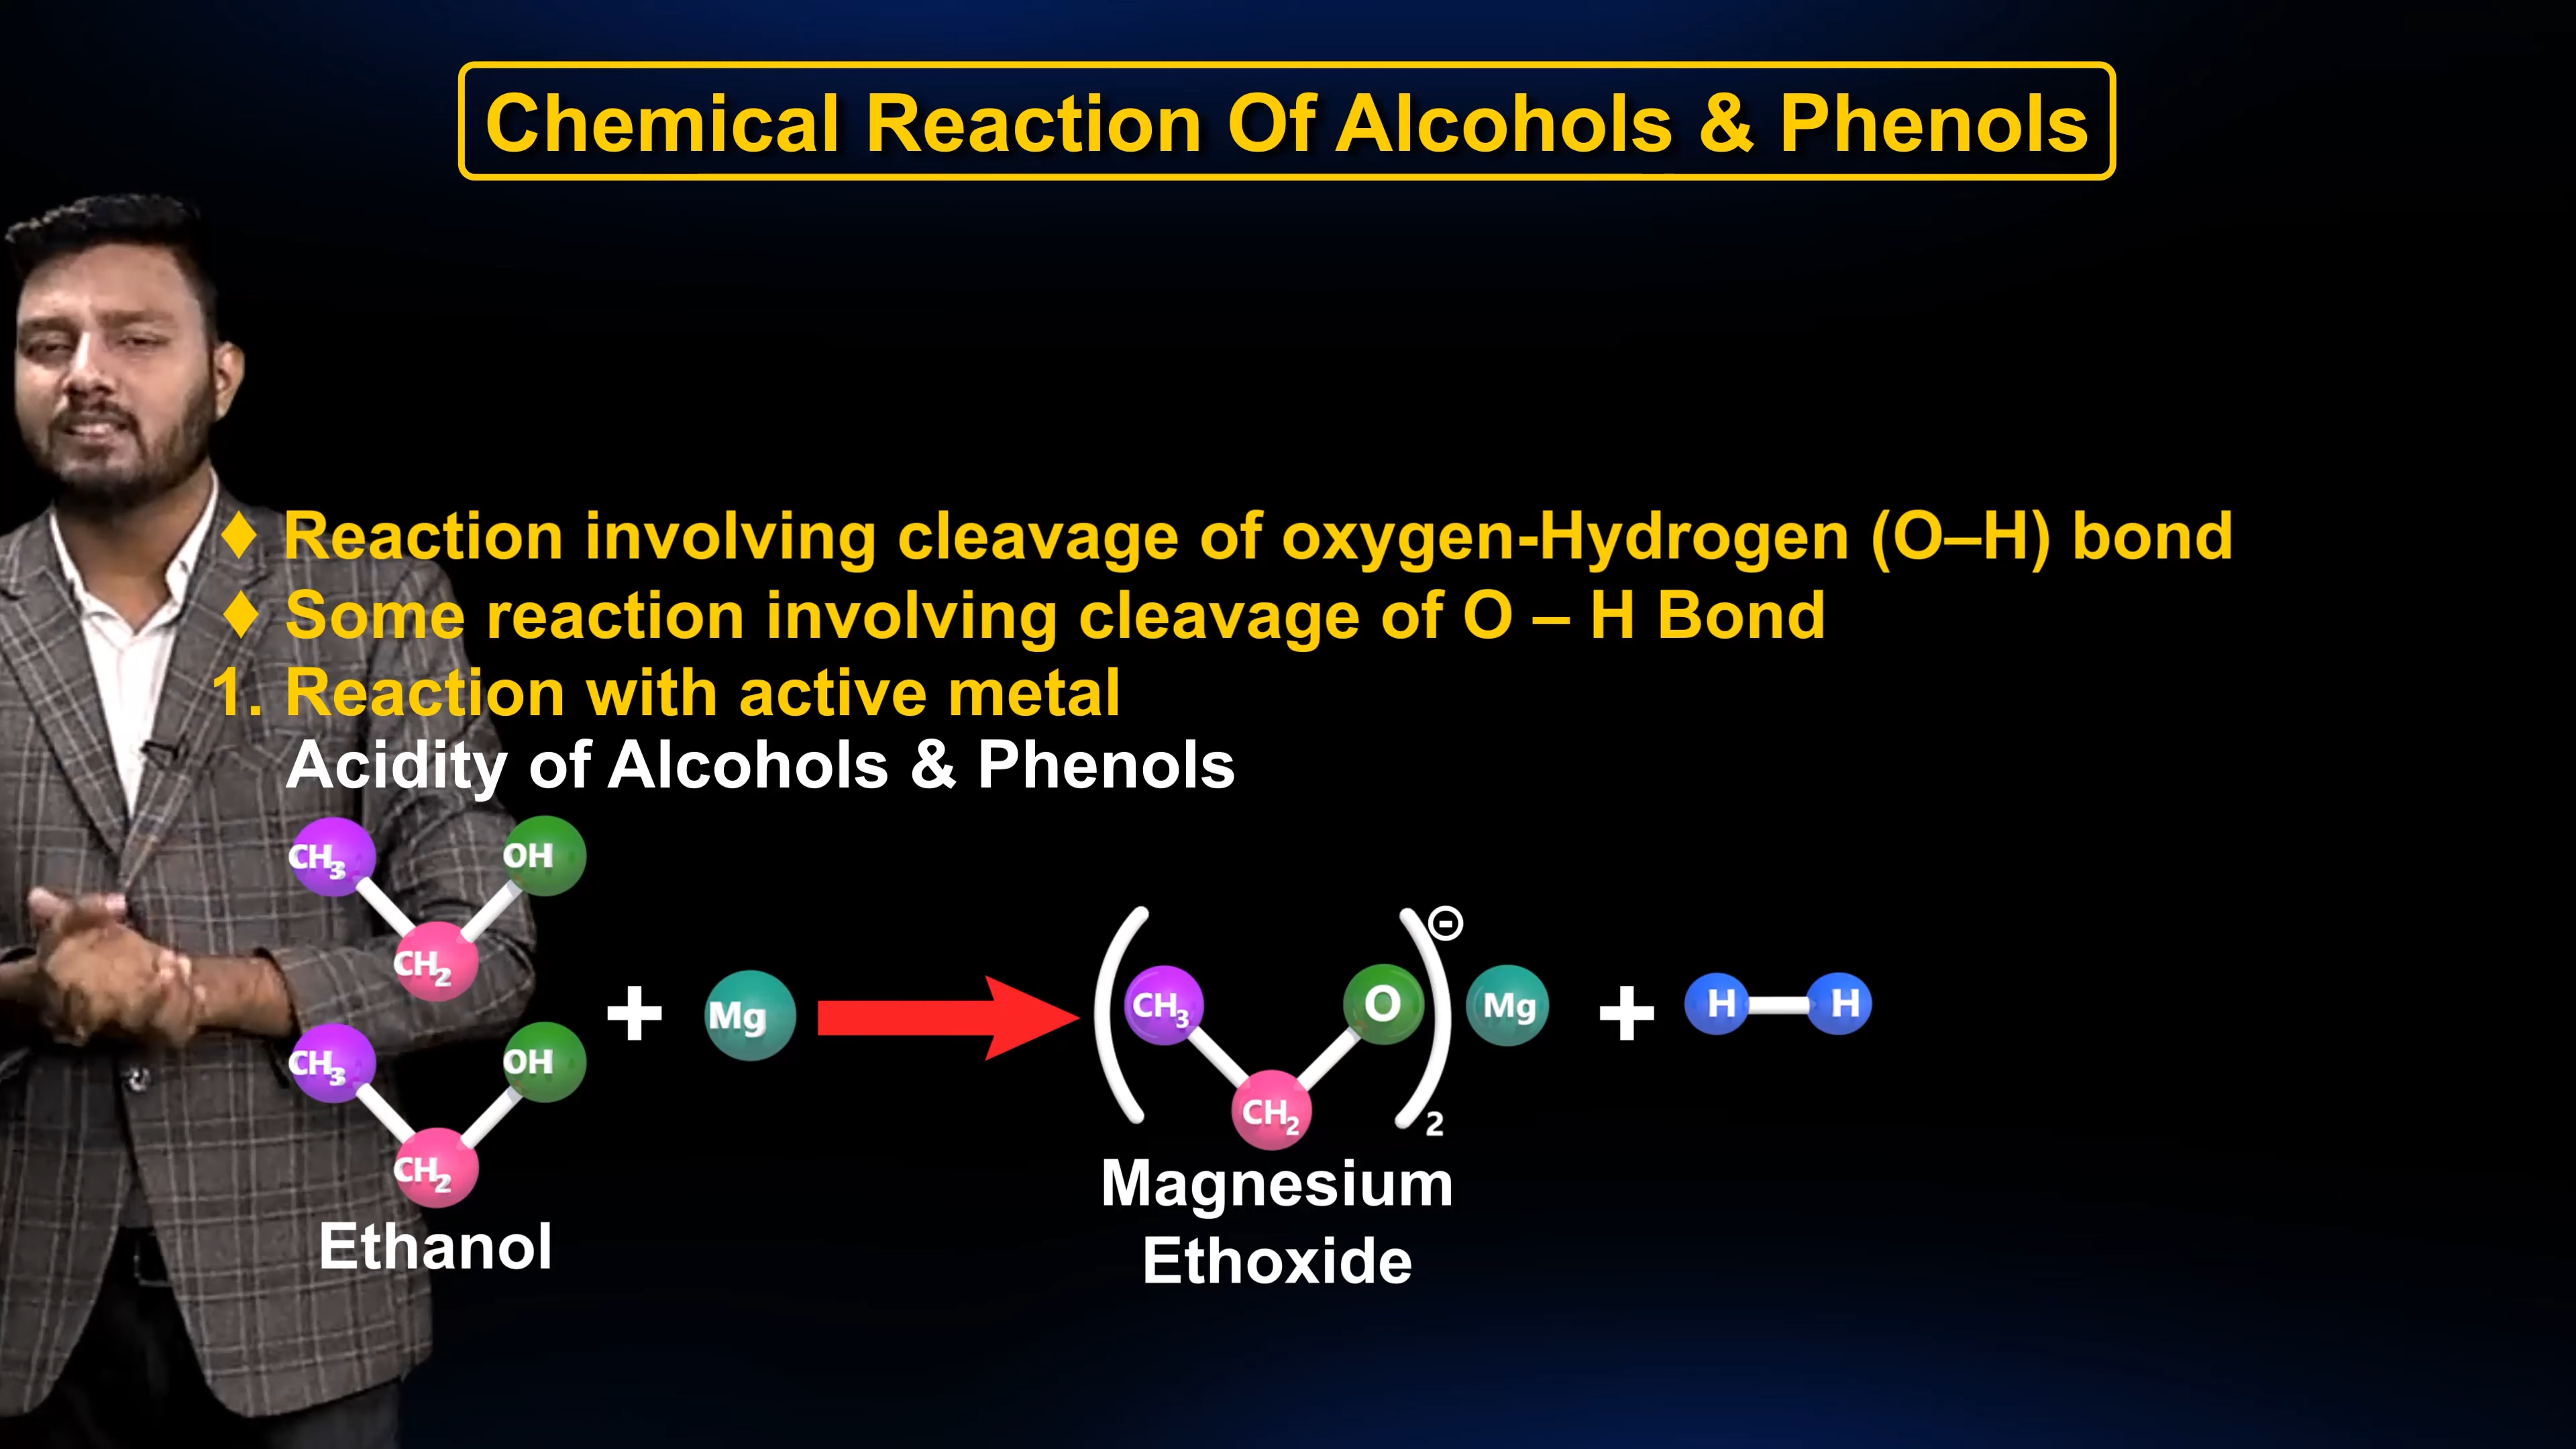 Chemical Reaction Of Alcohols & Phenols
♦ Reaction involving cleavage of oxygen-Hydrogen (O–H) bond
♦ Some reaction involving cleavage of O – H Bond
1. Reaction with active metal
Acidity of Alcohols & Phenols
CH3 OH
CH2
CH3 OH
CH2
Ethanol
+
Mg
( CH3 O )2 ⊖
CH2
Mg
+
H H
Magnesium
Ethoxide